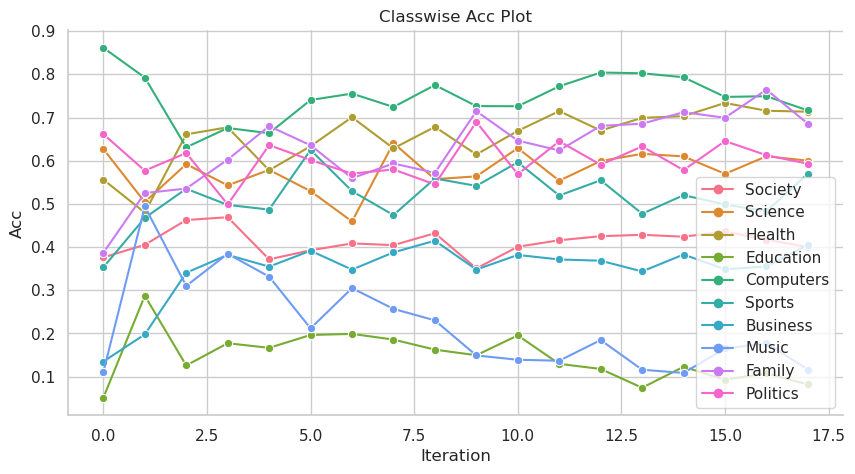 Classwise Acc Plot
0.9
0.8
0.7
0.6
0.5
0.4
0.3
0.2
0.1
Acc
Society
Science
Health
Education
Computers
Sports
Business
Music
Family
Politics
0.0 2.5 5.0 7.5 10.0 12.5 15.0 17.5
Iteration